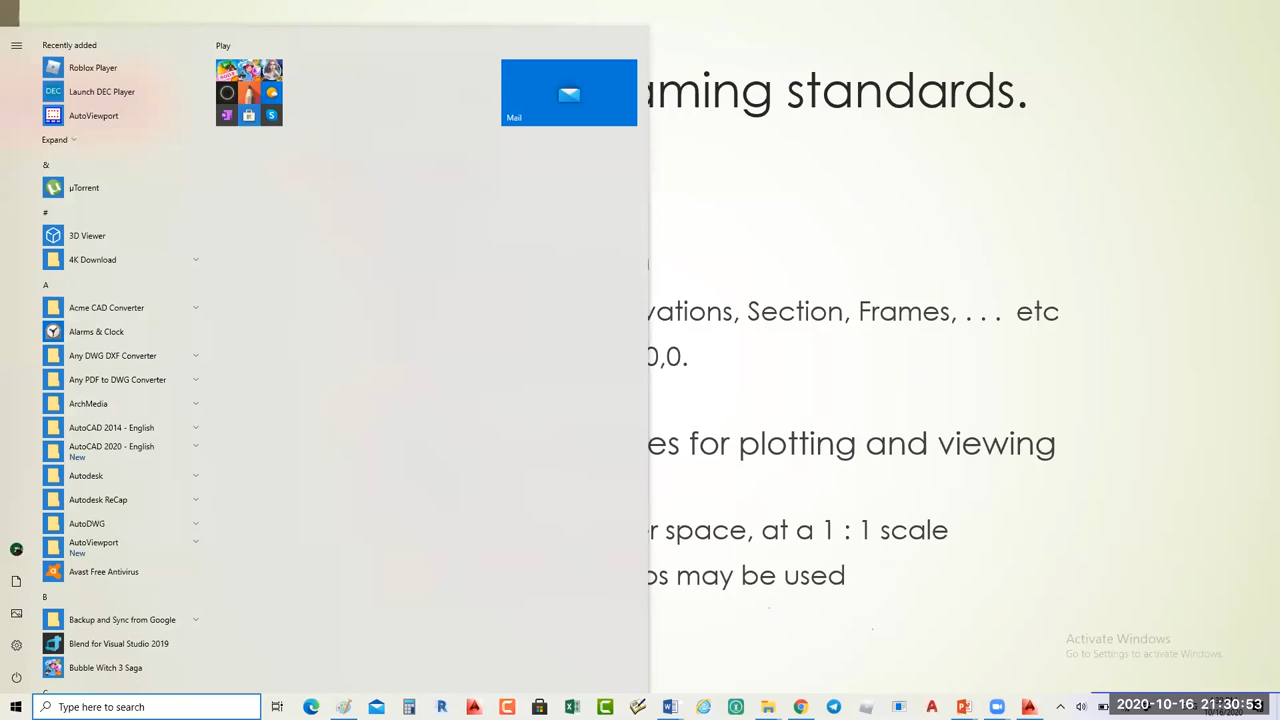 Recently added
Roblox Player
DEC Launch DEC Player
AutoViewport
Expand
&
µTorrent
#
3D Viewer
4K Download
A
Acme CAD Converter
Alarms & Clock
Any DWG DXF Converter
Any PDF to DWG Converter
ArchMedia
AutoCAD 2014 - English
AutoCAD 2020 - English
New
Autodesk
Autodesk ReCap
AutoDWG
AutoViewport
New
Avast Free Antivirus
B
Backup and Sync from Google
Blend for Visual Studio 2019
Bubble Witch 3 Saga
Play
Mail
aming standards.
vations, Section, Frames, . . . etc
0,0.
es for plotting and viewing
r space, at a 1 : 1 scale
os may be used
Activate Windows
Go to Settings to activate Windows.
Type here to search
2020-10-16 21:30:53